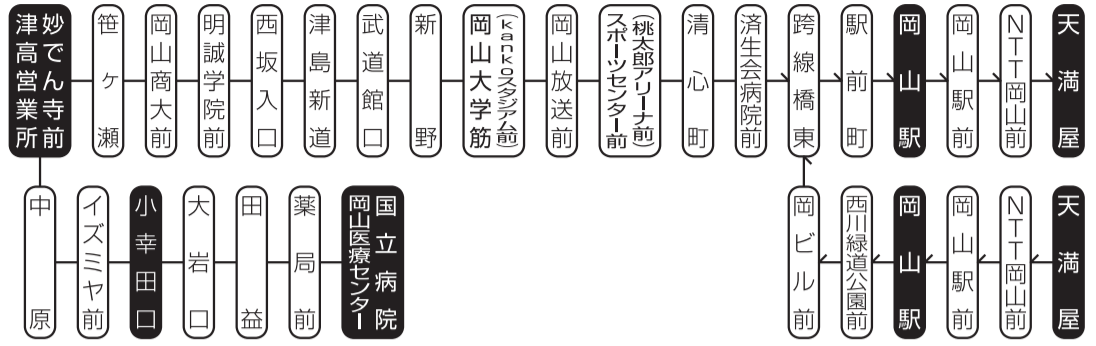 妙でん寺前
津高営業所
笹ヶ瀬
岡山商大前
明誠学院前
西坂入口
津島新道
武道館口
新野
(kankoスタジアム前)
岡山大学筋
岡山放送前
(桃太郎アリーナ前)
スポーツセンター前
清心町
済生会病院前
跨線橋東
駅前町
岡山駅
岡山駅前
NTT岡山前
天満屋
中原
イズミヤ前
小幸田口
大岩口
田益
薬局前
国立病院
岡山医療センター
岡ビル前
西川緑道公園前
岡山駅
岡山駅前
NTT岡山前
天満屋